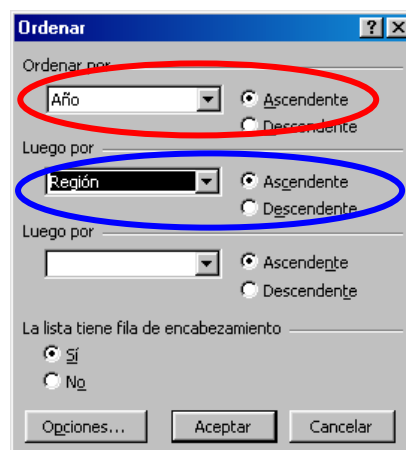 Ordenar
Ordenar por
Año
Ascendente
Descendente
Luego por
Región
Ascendente
Descendente
Luego por
Ascendente
Descendente
La lista tiene fila de encabezamiento
Sí
No
Opciones... Aceptar Cancelar